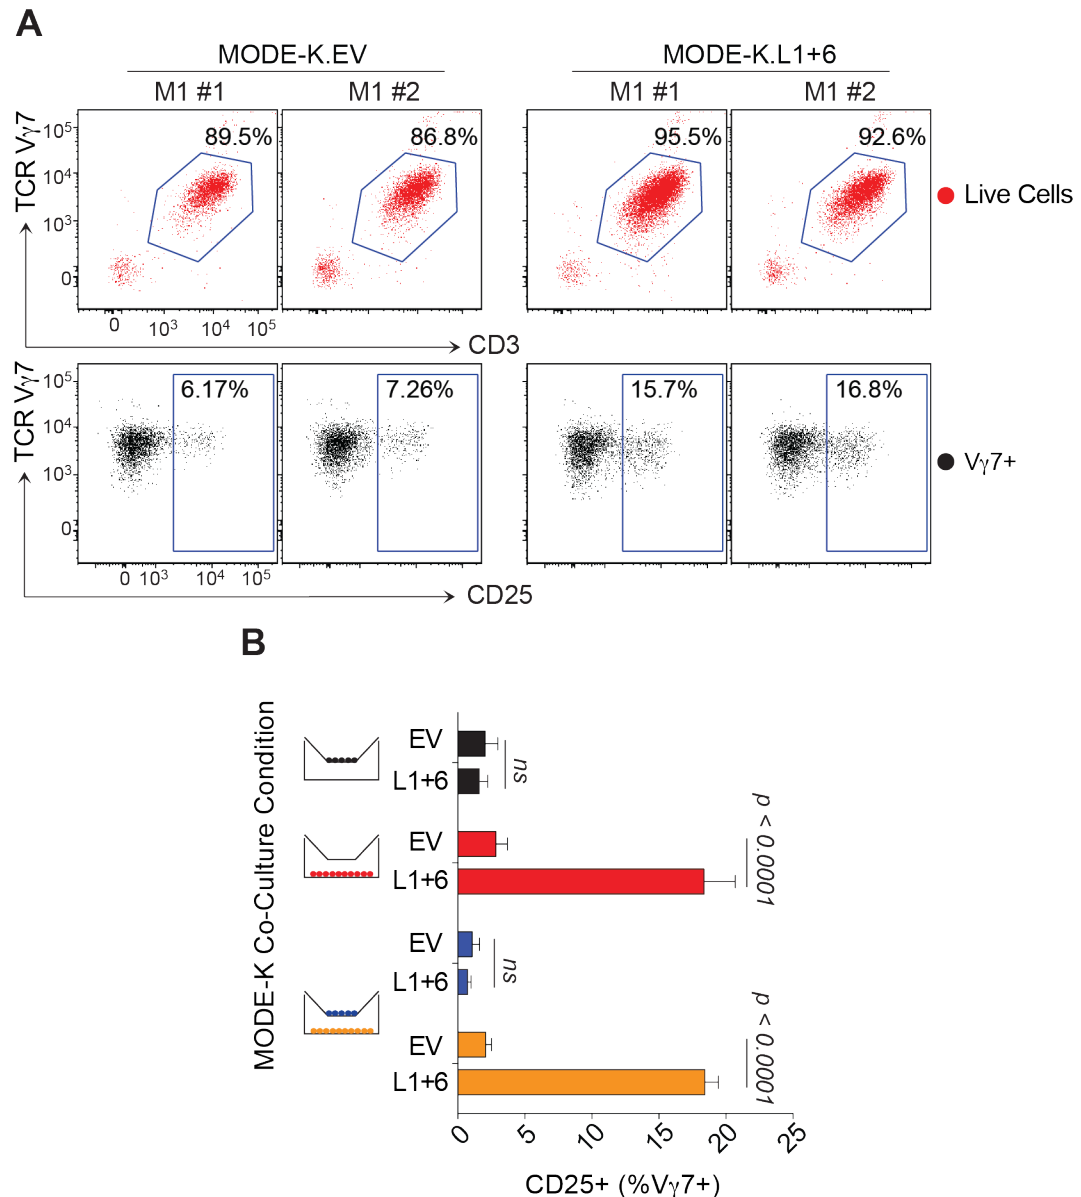 A
MODE-K.EV
MODE-K.L1+6
M1 #1
M1 #2
M1 #1
M1 #2
TCR Vγ7
10⁵
10⁴
10³
0
89.5%
86.8%
95.5%
92.6%
Live Cells
0 10³ 10⁴ 10⁵
CD3
TCR Vγ7
10⁵
10⁴
10³
0
6.17%
7.26%
15.7%
16.8%
Vγ7+
0 10³ 10⁴ 10⁵
CD25
B
MODE-K Co-Culture Condition
EV
L1+6
ns
EV
L1+6
p < 0.0001
EV
L1+6
ns
EV
L1+6
p < 0.0001
0 5 10 15 20 25
CD25+ (%Vγ7+)